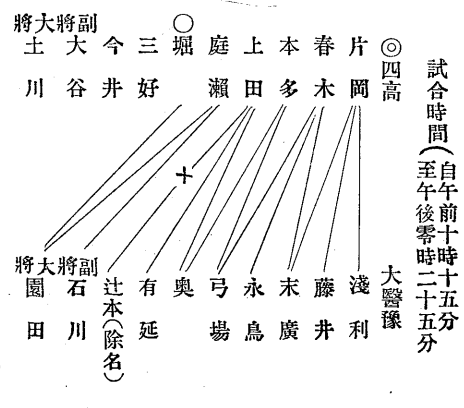 試合時間(自午前十時十五分
至午後零時二十五分)
◎四高
片岡
春木
本多
上田
庭瀬
○堀
三好
今井
副將 大谷
大將 土川
大醫豫
淺利
藤井
末廣
永鳥
弓場
奥
有延
辻本(除名)
副將 石川
大將 園田